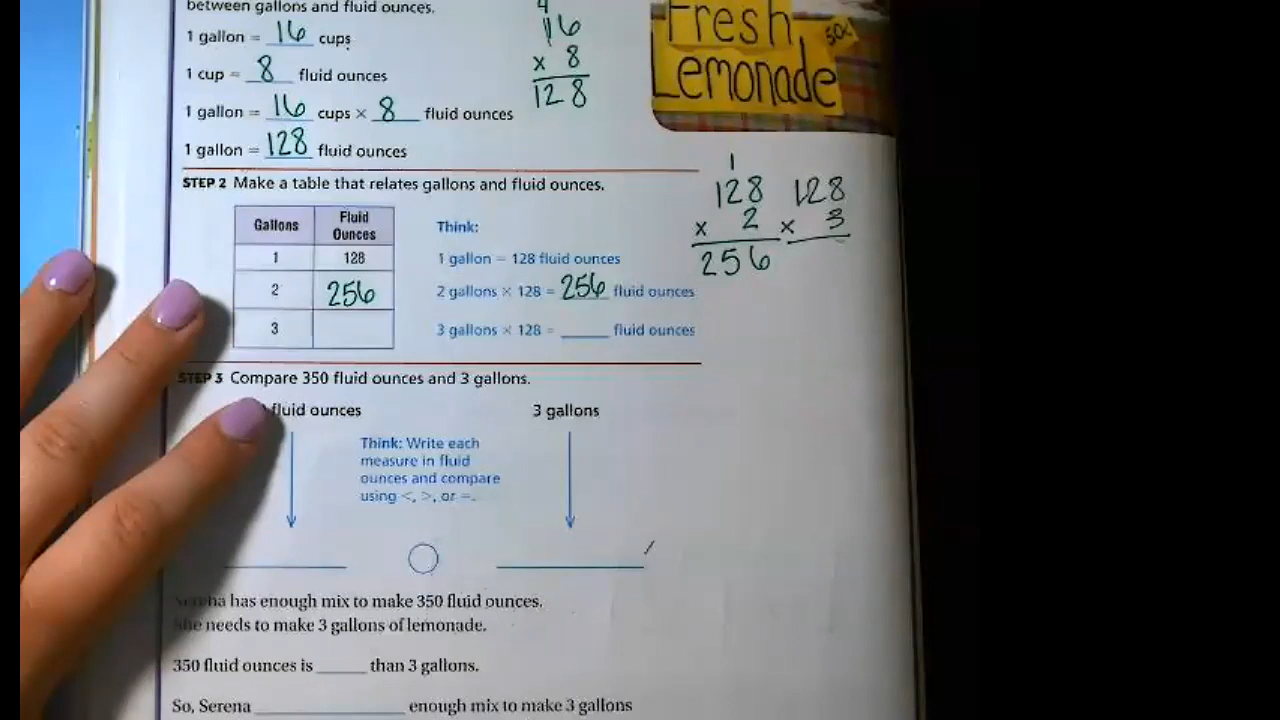 between gallons and fluid ounces.
1 gallon = 16 cups
1 cup = 8 fluid ounces
1 gallon = 16 cups × 8 fluid ounces
1 gallon = 128 fluid ounces
4
16
x 8
128
Fresh
Lemonade
50¢
STEP 2 Make a table that relates gallons and fluid ounces.
Gallons Fluid Ounces
1 128
2 256
3
Think:
1 gallon = 128 fluid ounces
2 gallons × 128 = 256 fluid ounces
3 gallons × 128 = ____ fluid ounces
1
128
x 2
256
128
x 3
STEP 3 Compare 350 fluid ounces and 3 gallons.
fluid ounces
3 gallons
Think: Write each
measure in fluid
ounces and compare
using <, >, or =.
Serena has enough mix to make 350 fluid ounces.
She needs to make 3 gallons of lemonade.
350 fluid ounces is ____ than 3 gallons.
So, Serena ____ enough mix to make 3 gallons